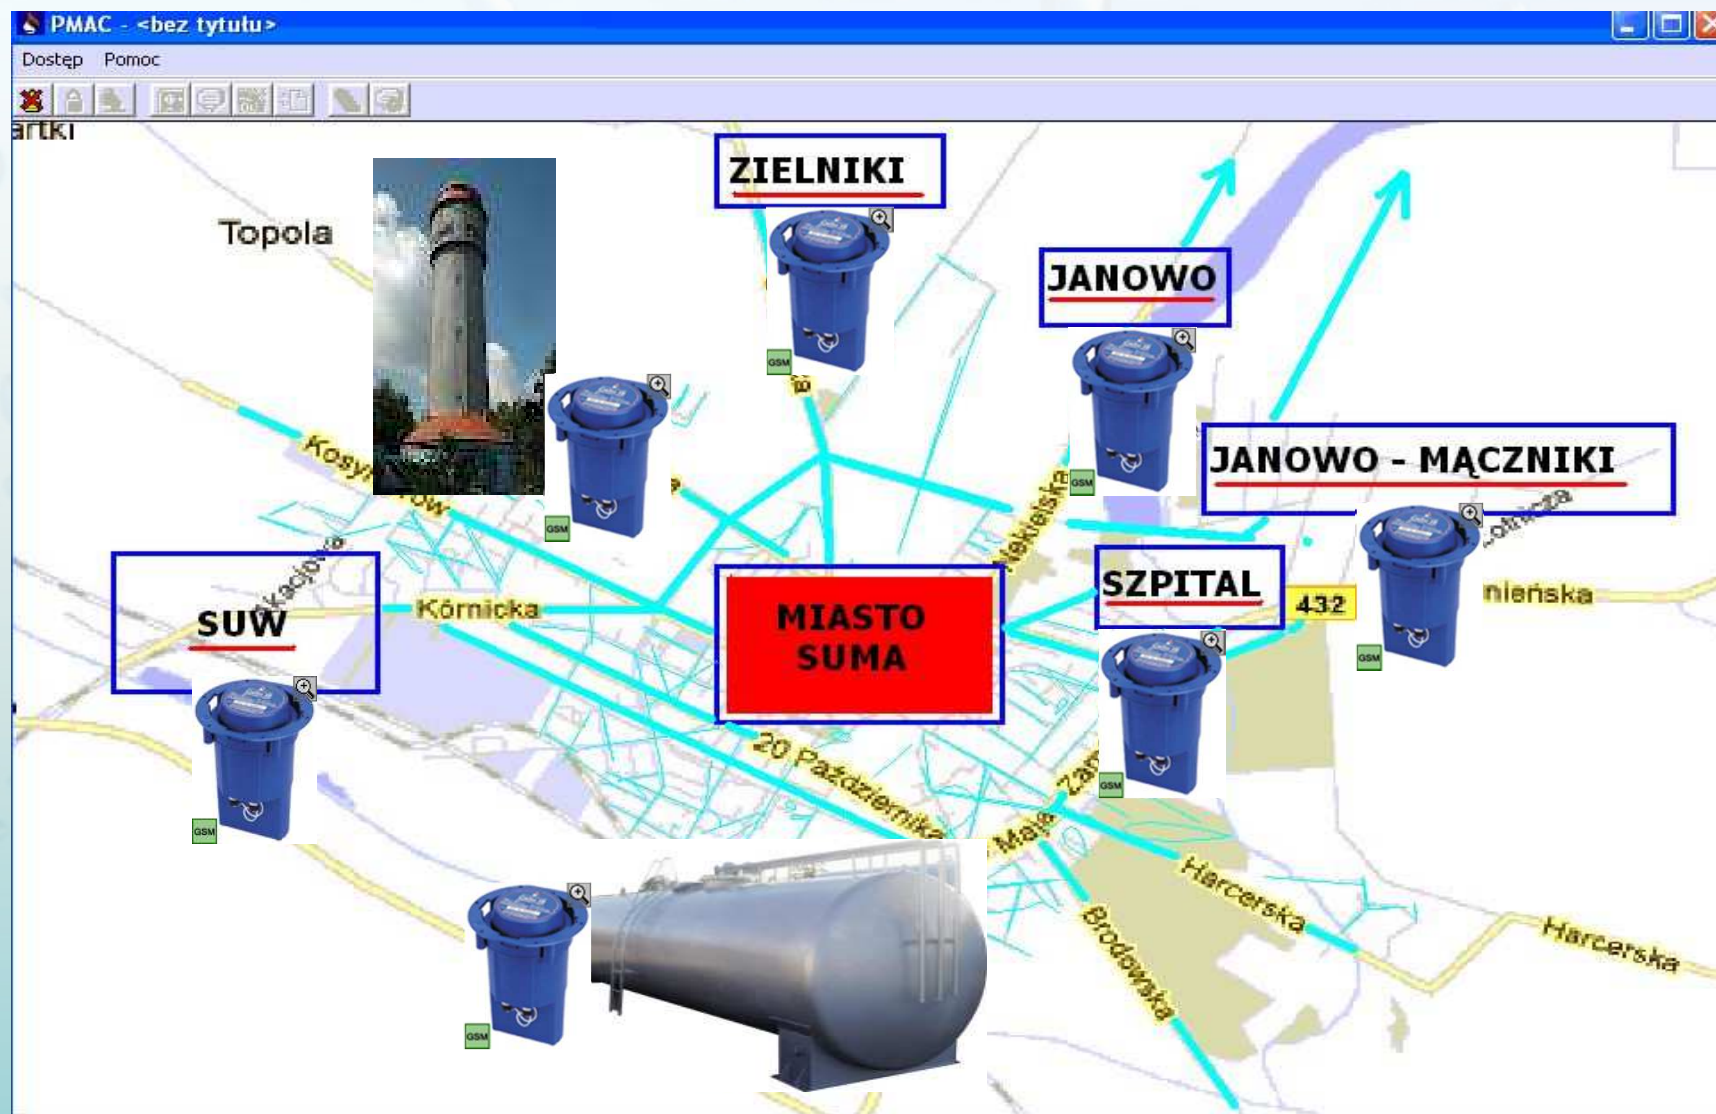 PMAC - <bez tytułu>
Dostęp Pomoc
artki
ZIELNIKI
Topola
JANOWO
GSM
GSM
JANOWO - MĄCZNIKI
GSM
GSM
Kórnicka
SUW
MIASTO
SUMA
SZPITAL
432
nieńska
GSM
20 Października
GSM
GSM
Maja
Harcerska
Harcerska
Brodowska
GSM